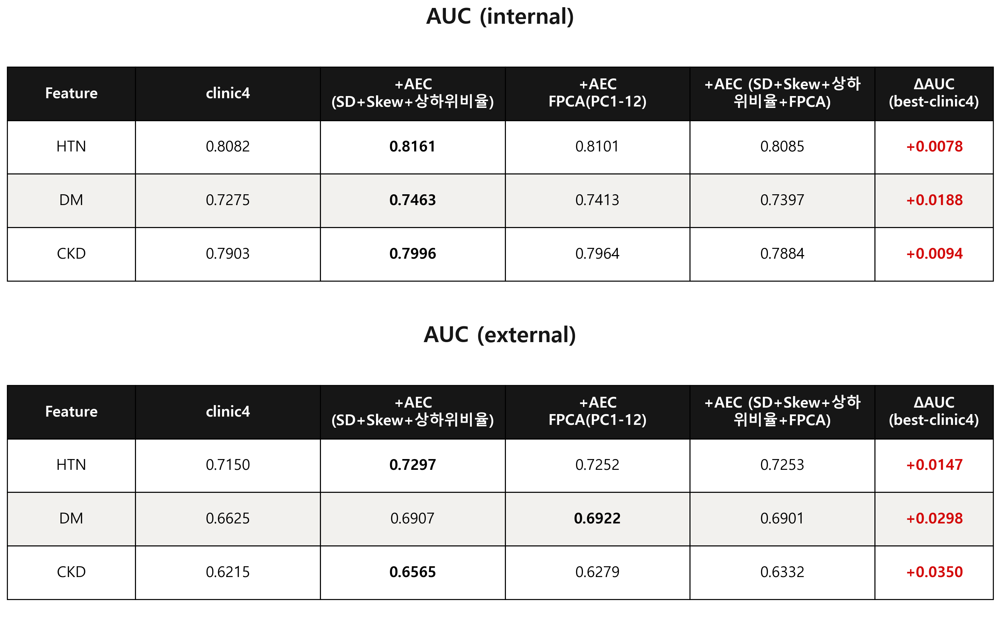 AUC (internal)
Feature
clinic4
+AEC
(SD+Skew+상하위비율)
+AEC
FPCA(PC1-12)
+AEC (SD+Skew+상하
위비율+FPCA)
ΔAUC
(best-clinic4)
HTN 0.8082 0.8161 0.8101 0.8085 +0.0078
DM 0.7275 0.7463 0.7413 0.7397 +0.0188
CKD 0.7903 0.7996 0.7964 0.7884 +0.0094
AUC (external)
Feature
clinic4
+AEC
(SD+Skew+상하위비율)
+AEC
FPCA(PC1-12)
+AEC (SD+Skew+상하
위비율+FPCA)
ΔAUC
(best-clinic4)
HTN 0.7150 0.7297 0.7252 0.7253 +0.0147
DM 0.6625 0.6907 0.6922 0.6901 +0.0298
CKD 0.6215 0.6565 0.6279 0.6332 +0.0350